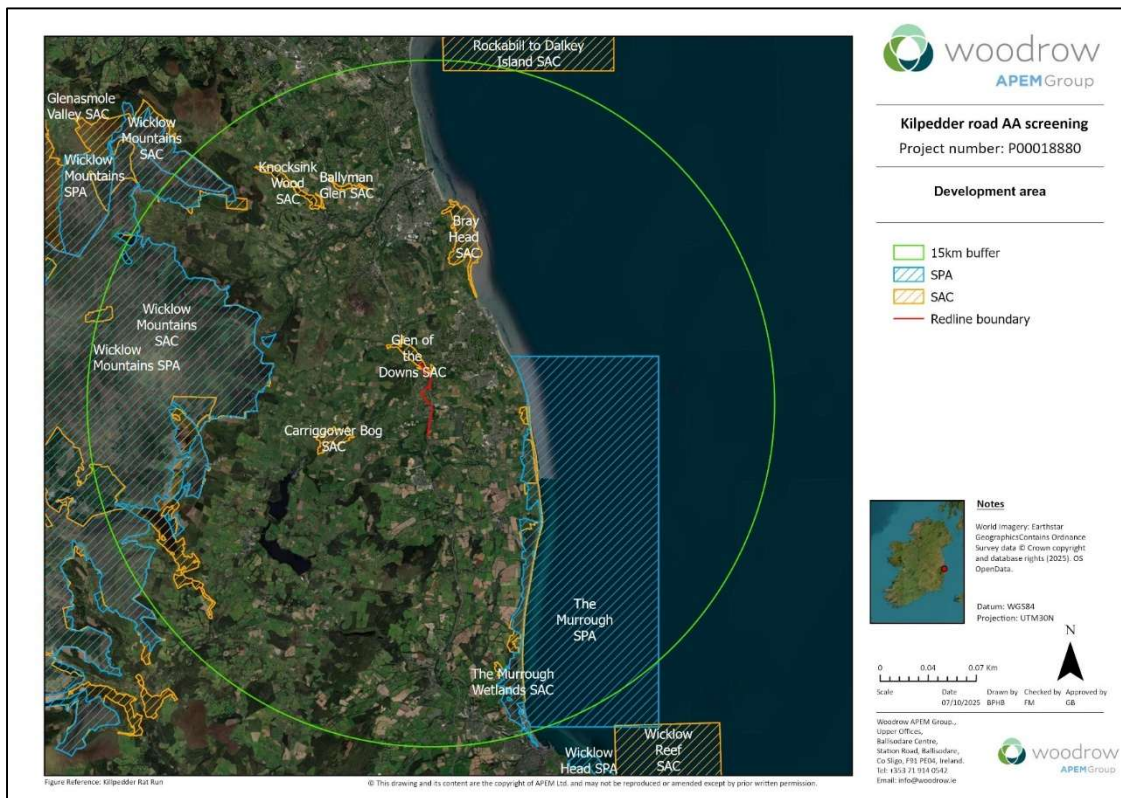 Rockabill to Dalkey
Island SAC
Glenasmole
Valley SAC
Wicklow
Mountains
SAC
Wicklow
Mountains
SPA
Knocksink
Wood
SAC
Ballyman
Glen SAC
Bray
Head
SAC
Wicklow
Mountains
SAC
Wicklow
Mountains SPA
Glen of
the
Downs SAC
Carriggower Bog
SAC
The
Murrough
SPA
The Murrough
Wetlands SAC
Wicklow
Head SPA
Wicklow
Reef
SAC
Figure Reference: Killpedder Rat Run
© This drawing and its content are the copyright of APEM Ltd. and may not be reproduced or amended except by prior written permission.
woodrow
APEMGroup
Kilpedder road AA screening
Project number: P00018880
Development area
15km buffer
SPA
SAC
Redline boundary
Notes
World imagery: Earthstar
GeographicsContains Ordnance
Survey data © Crown copyright
and database rights (2025). OS
OpenData.
Datum: WGS84
Projection: UTM30N
N
0 0.04 0.07 Km
Scale Date Drawn by Checked by Approved by
07/10/2025 BPHB FM GB
Woodrow APEM Group.,
Upper Offices,
Ballisodare Centre,
Station Road, Ballisodare,
Co Sligo, F91 PE04, Ireland.
Tel: +353 71 914 0542
Email: info@woodrow.ie
woodrow
APEMGroup